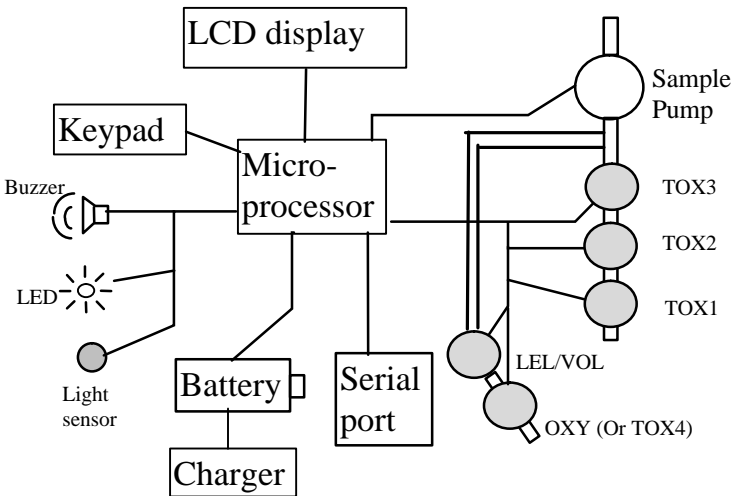 LCD display
Sample
Pump
Keypad
Micro-
processor
Buzzer
TOX3
TOX2
LED
TOX1
LEL/VOL
Light
sensor
Battery
Serial
port
OXY (Or TOX4)
Charger